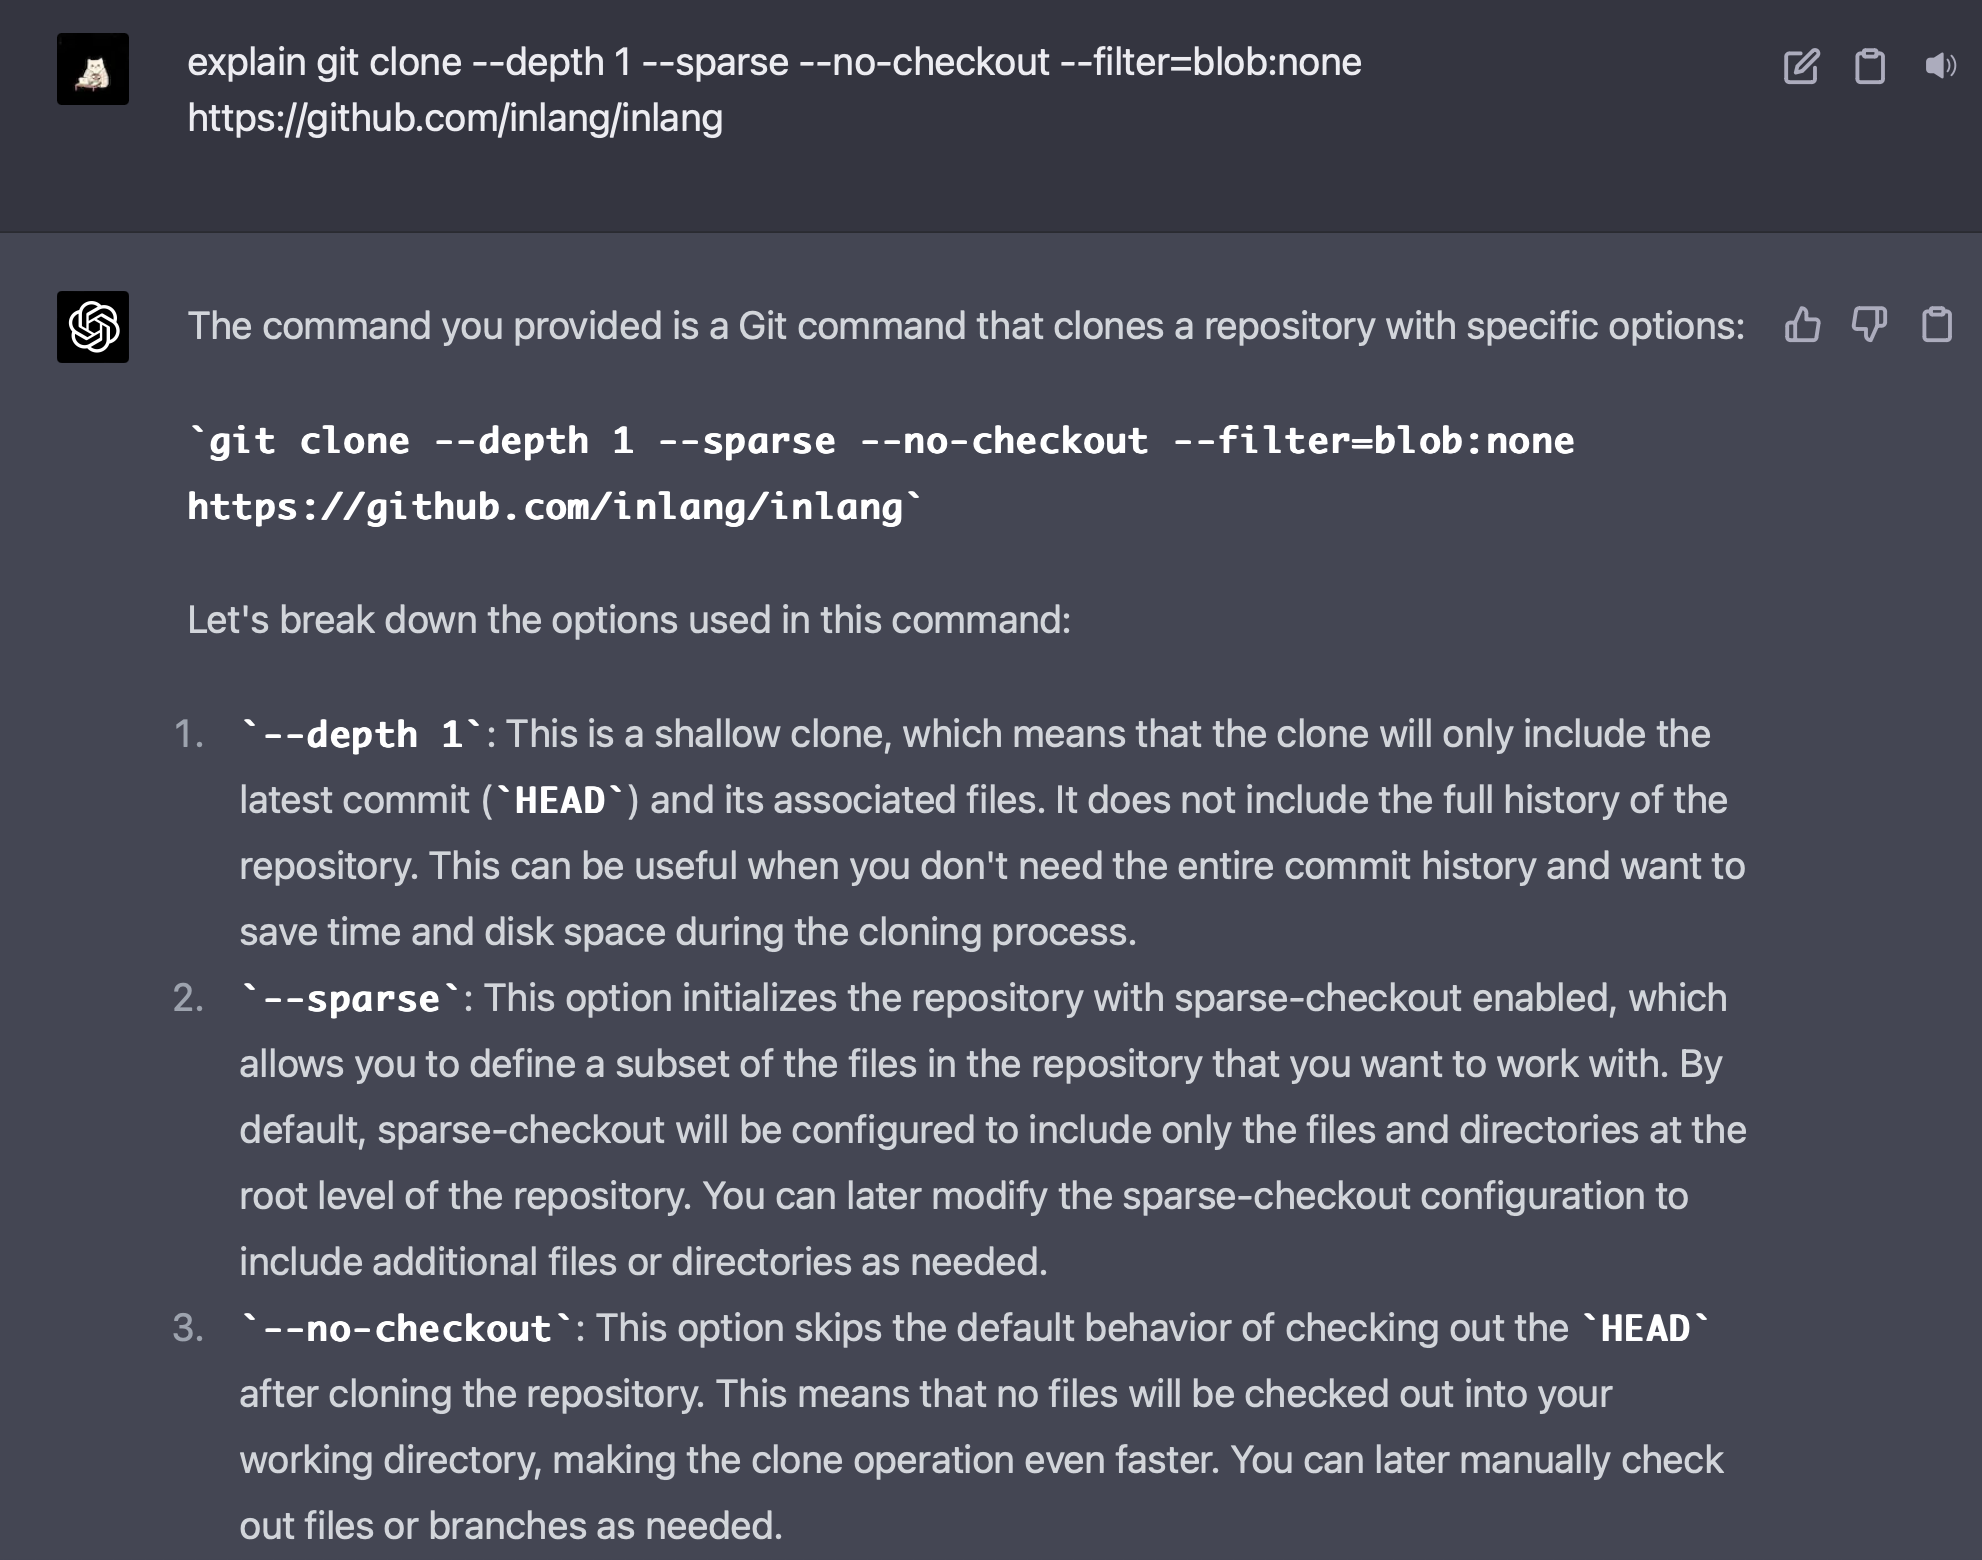 explain git clone --depth 1 --sparse --no-checkout --filter=blob:none
https://github.com/inlang/inlang
The command you provided is a Git command that clones a repository with specific options:
`git clone --depth 1 --sparse --no-checkout --filter=blob:none
https://github.com/inlang/inlang`
Let's break down the options used in this command:
1. `--depth 1`: This is a shallow clone, which means that the clone will only include the
latest commit (`HEAD`) and its associated files. It does not include the full history of the
repository. This can be useful when you don't need the entire commit history and want to
save time and disk space during the cloning process.
2. `--sparse`: This option initializes the repository with sparse-checkout enabled, which
allows you to define a subset of the files in the repository that you want to work with. By
default, sparse-checkout will be configured to include only the files and directories at the
root level of the repository. You can later modify the sparse-checkout configuration to
include additional files or directories as needed.
3. `--no-checkout`: This option skips the default behavior of checking out the `HEAD`
after cloning the repository. This means that no files will be checked out into your
working directory, making the clone operation even faster. You can later manually check
out files or branches as needed.